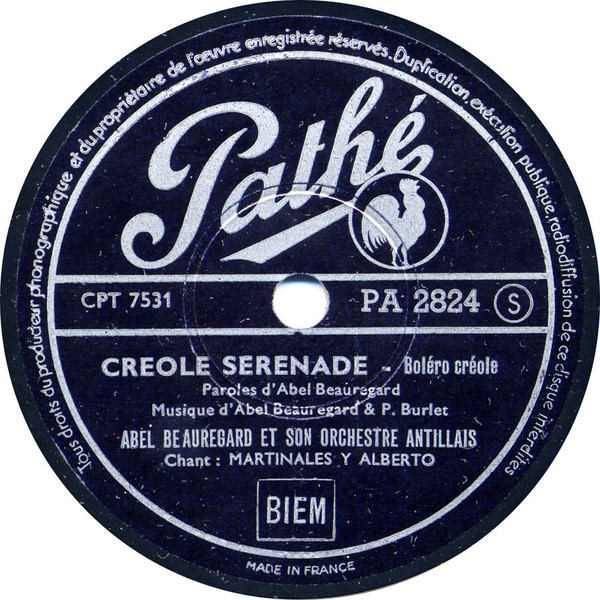 Tous droits du producteur phonographique et du propriétaire de l'œuvre enregistrée réservés. Duplication, exécution publique, radiodiffusion de ce disque interdites
Pathé
CPT 7531
PA 2824 S
CREOLE SERENADE - Boléro créole
Paroles d'Abel Beauregard
Musique d'Abel Beauregard & P. Burlet
ABEL BEAUREGARD ET SON ORCHESTRE ANTILLAIS
Chant : MARTINALES Y ALBERTO
BIEM
MADE IN FRANCE